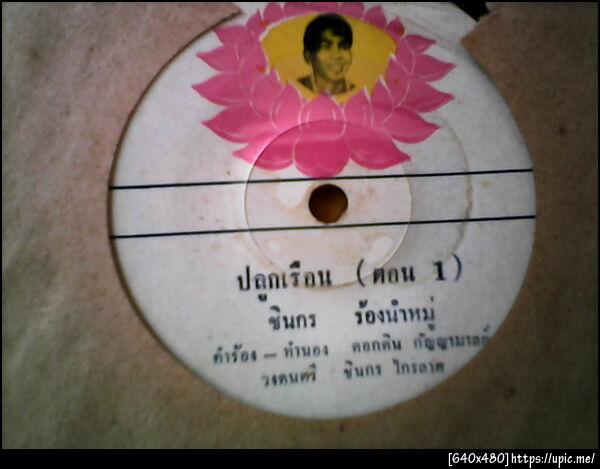 ปลูกเรือน (ตอน 1)
ชินกร ร้องนำหมู่
คำร้อง - ทำนอง ดอกดิน กัญญามาลย์
วงดนตรี ชินกร ไกรลาศ
[640x480]https://upic.me/